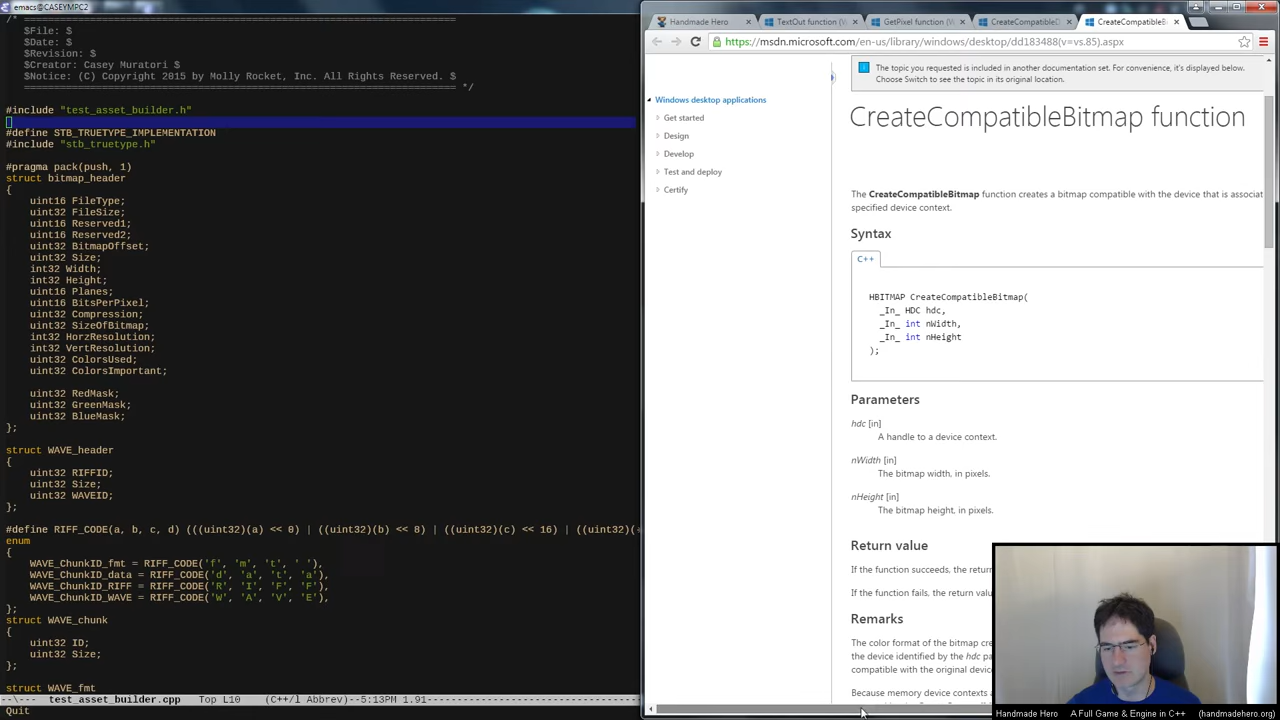 emacs@CASEYMPC2
/* ========================================================================
$File: $
$Date: $
$Revision: $
$Creator: Casey Muratori $
$Notice: (C) Copyright 2015 by Molly Rocket, Inc. All Rights Reserved. $
======================================================================== */
#include "test_asset_builder.h"
#define STB_TRUETYPE_IMPLEMENTATION
#include "stb_truetype.h"
#pragma pack(push, 1)
struct bitmap_header
{
uint16 FileType;
uint32 FileSize;
uint16 Reserved1;
uint16 Reserved2;
uint32 BitmapOffset;
uint32 Size;
int32 Width;
int32 Height;
uint16 Planes;
uint16 BitsPerPixel;
uint32 Compression;
uint32 SizeOfBitmap;
int32 HorzResolution;
int32 VertResolution;
uint32 ColorsUsed;
uint32 ColorsImportant;
uint32 RedMask;
uint32 GreenMask;
uint32 BlueMask;
};
struct WAVE_header
{
uint32 RIFFID;
uint32 Size;
uint32 WAVEID;
};
#define RIFF_CODE(a, b, c, d) (((uint32)(a) << 0) | ((uint32)(b) << 8) | ((uint32)(c) << 16) | ((uint32)(
enum
{
WAVE_ChunkID_fmt = RIFF_CODE('f', 'm', 't', ' '),
WAVE_ChunkID_data = RIFF_CODE('d', 'a', 't', 'a'),
WAVE_ChunkID_RIFF = RIFF_CODE('R', 'I', 'F', 'F'),
WAVE_ChunkID_WAVE = RIFF_CODE('W', 'A', 'V', 'E'),
};
struct WAVE_chunk
{
uint32 ID;
uint32 Size;
};
struct WAVE_fmt
-\--- test_asset_builder.cpp Top L10 (C++/l Abbrev)--5:13PM 1.91
Quit
Handmade Hero
TextOut function (W
GetPixel function (W
CreateCompatibleD
CreateCompatibleB
https://msdn.microsoft.com/en-us/library/windows/desktop/dd183488(v=vs.85).aspx
Windows desktop applications
Get started
Design
Develop
Test and deploy
Certify
The topic you requested is included in another documentation set. For convenience, it's displayed below.
Choose Switch to see the topic in its original location.
CreateCompatibleBitmap function
The CreateCompatibleBitmap function creates a bitmap compatible with the device that is associat
specified device context.
Syntax
C++
HBITMAP CreateCompatibleBitmap(
_In_ HDC hdc,
_In_ int nWidth,
_In_ int nHeight
);
Parameters
hdc [in]
A handle to a device context.
nWidth [in]
The bitmap width, in pixels.
nHeight [in]
The bitmap height, in pixels.
Return value
If the function succeeds, the return
If the function fails, the return valu
Remarks
The color format of the bitmap cre
the device identified by the hdc pa
compatible with the original device
Because memory device contexts a
Handmade Hero A Full Game & Engine in C++ (handmadehero.org)